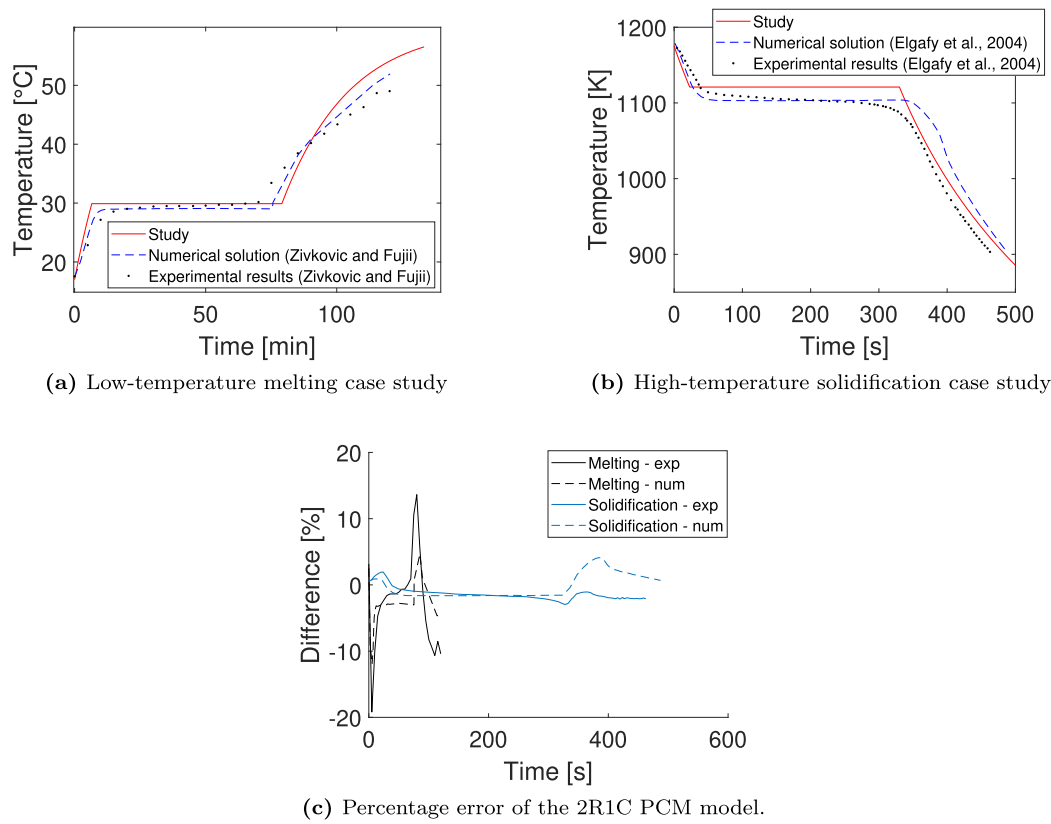 Temperature [°C]
50
40
30
20
Study
Numerical solution (Zivkovic and Fujii)
Experimental results (Zivkovic and Fujii)
0
50
100
Time [min]
(a) Low-temperature melting case study
Temperature [K]
1200
1100
1000
900
Study
Numerical solution (Elgafy et al., 2004)
Experimental results (Elgafy et al., 2004)
0
100
200
300
400
500
Time [s]
(b) High-temperature solidification case study
Difference [%]
20
10
0
-10
-20
Melting - exp
Melting - num
Solidification - exp
Solidification - num
0
200
400
600
Time [s]
(c) Percentage error of the 2R1C PCM model.